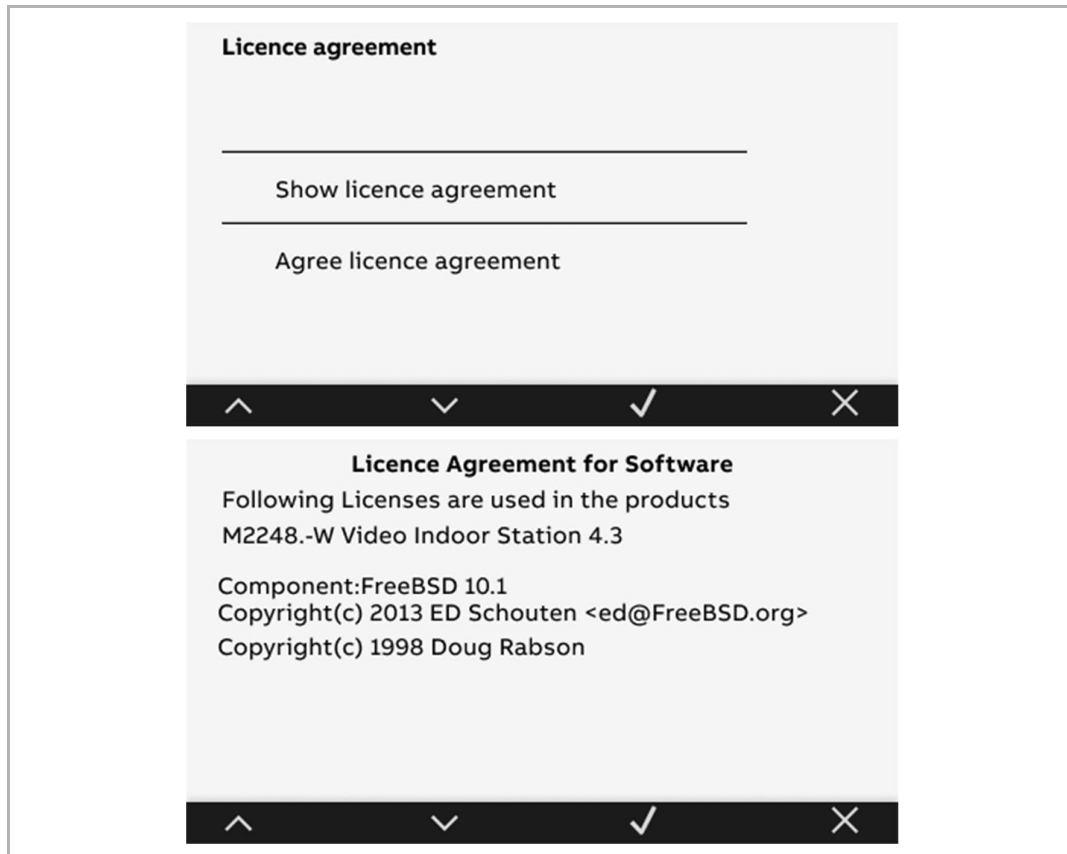 Licence agreement
Show licence agreement
Agree licence agreement
Licence Agreement for Software
Following Licenses are used in the products
M2248.-W Video Indoor Station 4.3
Component:FreeBSD 10.1
Copyright(c) 2013 ED Schouten <ed@FreeBSD.org>
Copyright(c) 1998 Doug Rabson